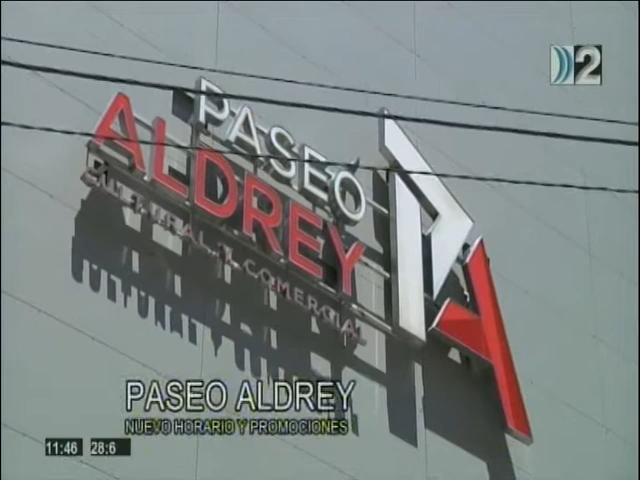 2
PASEO
ALDREY
CULTURAL Y COMERCIAL
PASEO ALDREY
NUEVO HORARIO Y PROMOCIONES
11:46 28:6